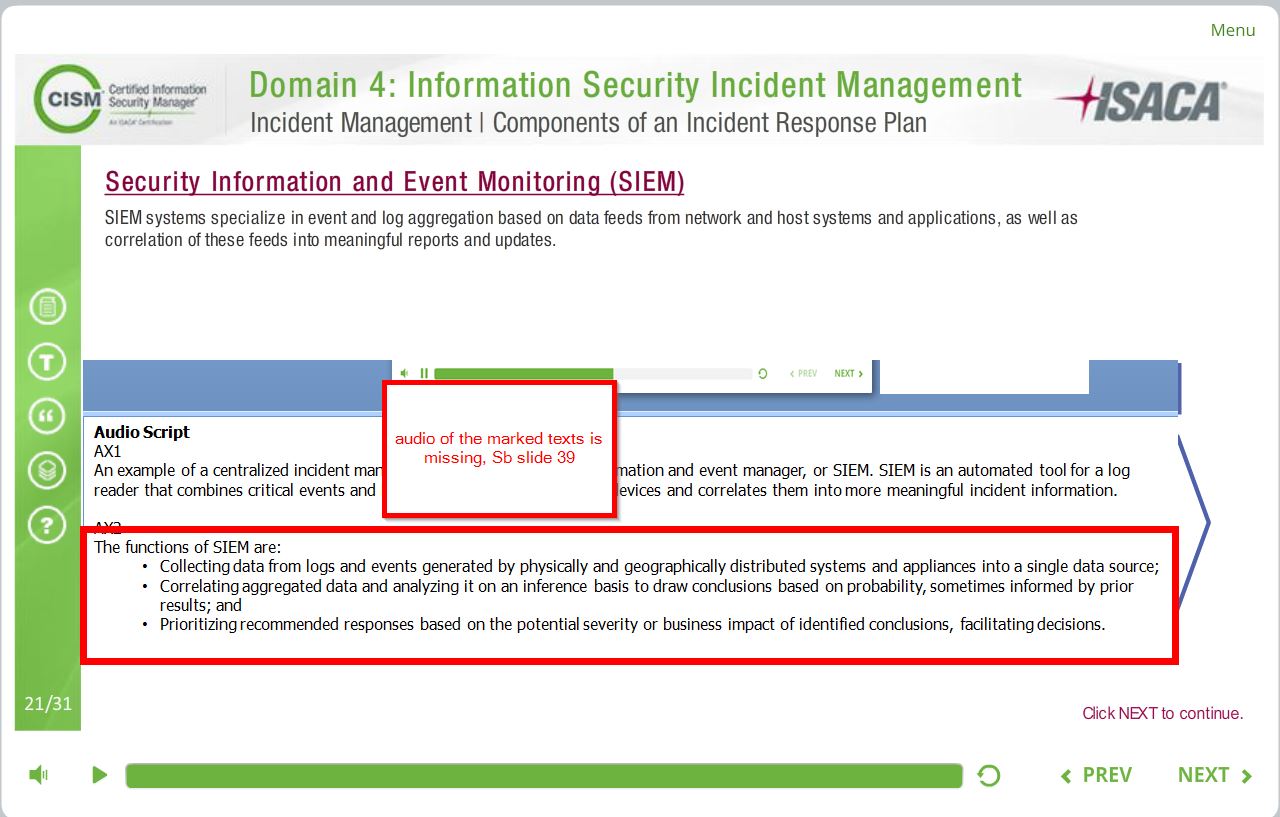 Menu
CISM
Certified Information
Security Manager®
An ISACA® Certification
Domain 4: Information Security Incident Management
Incident Management | Components of an Incident Response Plan
ISACA®
Security Information and Event Monitoring (SIEM)
SIEM systems specialize in event and log aggregation based on data feeds from network and host systems and applications, as well as
correlation of these feeds into meaningful reports and updates.
T
“
?
PREV NEXT
audio of the marked texts is
missing, Sb slide 39
Audio Script
AX1
An example of a centralized incident and event manager, or SIEM. SIEM is an automated tool for a log
reader that combines critical events and devices and correlates them into more meaningful incident information.
AX2
The functions of SIEM are:
• Collecting data from logs and events generated by physically and geographically distributed systems and appliances into a single data source;
• Correlating aggregated data and analyzing it on an inference basis to draw conclusions based on probability, sometimes informed by prior
results; and
• Prioritizing recommended responses based on the potential severity or business impact of identified conclusions, facilitating decisions.
21/31
Click NEXT to continue.
PREV NEXT